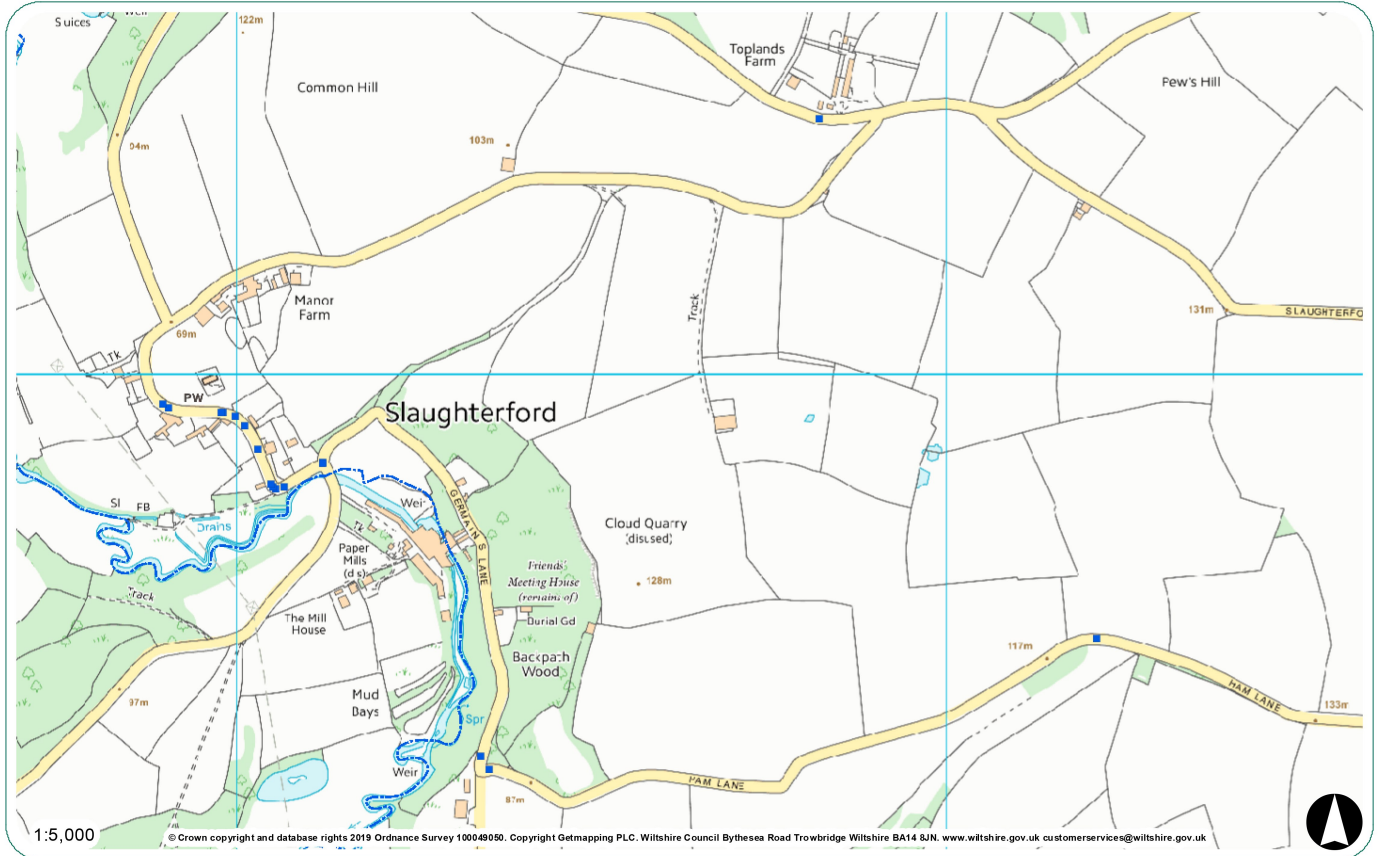 122m
Toplands
Farm
Common Hill
Pew's Hill
94m
103m
Manor
Farm
Track
131m
SLAUGHTERFO
69m
Tk
PW
Slaughterford
GERMAIN'S LANE
Weir
SI
FB
Drains
Tk
Cloud Quarry
(disused)
Paper
Mills
(dis)
Friends'
Meeting House
(remains of)
128m
Track
The Mill
House
Burial Gd
117m
Backpath
Wood
97m
Mud
Bays
HAM LANE
133m
Spr
Weir
HAM LANE
87m
1:5,000
© Crown copyright and database rights 2019 Ordnance Survey 100049050. Copyright Getmapping PLC. Wiltshire Council Bythesea Road Trowbridge Wiltshire BA14 8JN. www.wiltshire.gov.uk customerservices@wiltshire.gov.uk